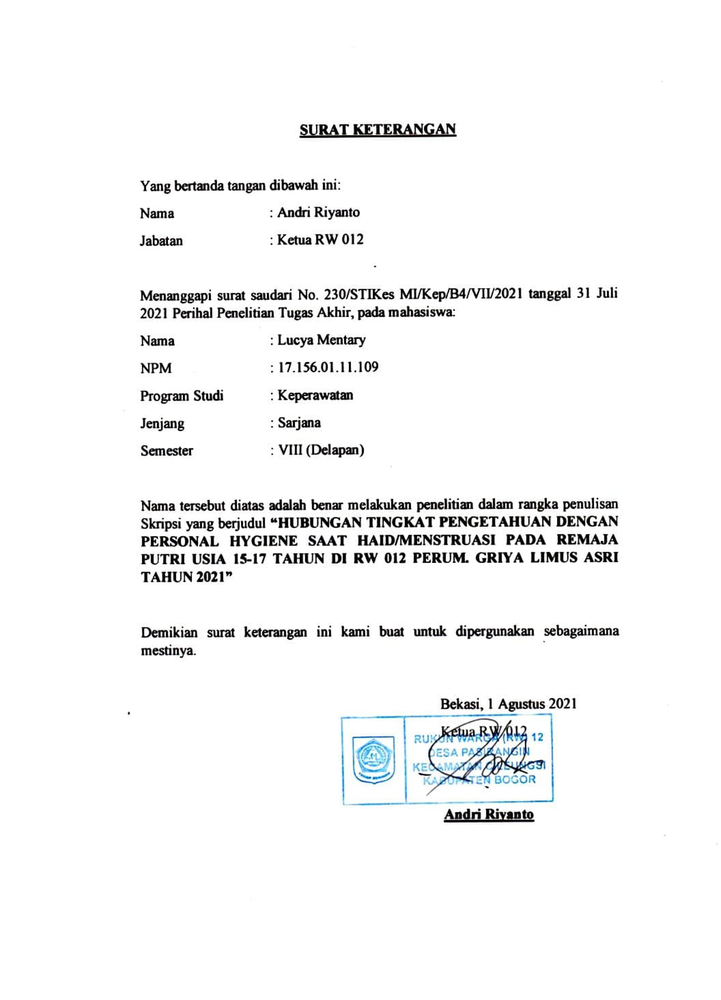 SURAT KETERANGAN
Yang bertanda tangan dibawah ini:
Nama : Andri Riyanto
Jabatan : Ketua RW 012
Menanggapi surat saudari No. 230/STIKes MI/Kep/B4/VII/2021 tanggal 31 Juli
2021 Perihal Penelitian Tugas Akhir, pada mahasiswa:
Nama : Lucya Mentary
NPM : 17.156.01.11.109
Program Studi : Keperawatan
Jenjang : Sarjana
Semester : VIII (Delapan)
Nama tersebut diatas adalah benar melakukan penelitian dalam rangka penulisan
Skripsi yang berjudul “HUBUNGAN TINGKAT PENGETAHUAN DENGAN
PERSONAL HYGIENE SAAT HAID/MENSTRUASI PADA REMAJA
PUTRI USIA 15-17 TAHUN DI RW 012 PERUM. GRIYA LIMUS ASRI
TAHUN 2021”
Demikian surat keterangan ini kami buat untuk dipergunakan sebagaimana
mestinya.
Bekasi, 1 Agustus 2021
Ketua RW 012
RUKUN WARGA (RW) 12
DESA PASIRANGIN
KECAMATAN CILEUNGSI
KABUPATEN BOGOR
Andri Riyanto